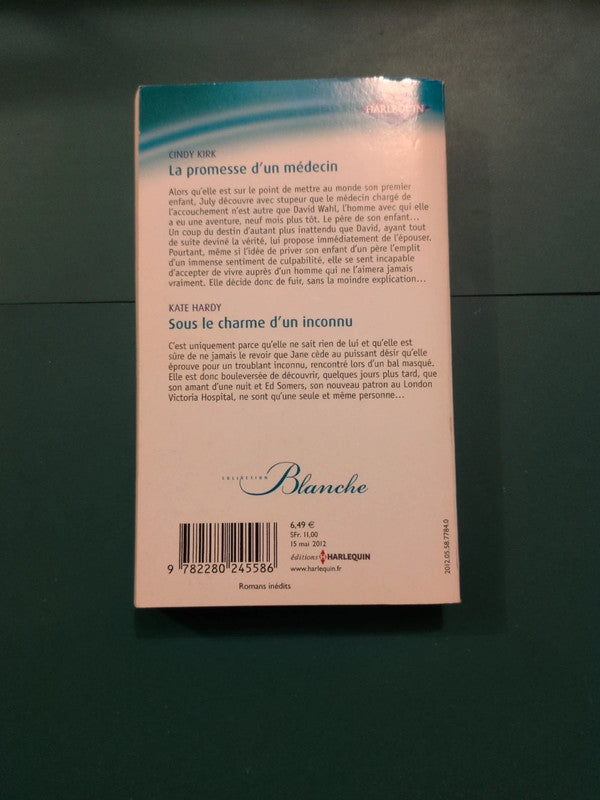 HARLEQUIN
CINDY KIRK
La promesse d'un médecin
Alors qu'elle est sur le point de mettre au monde son premier
enfant, July découvre avec stupeur que le médecin chargé de
l'accouchement n'est autre que David Wahl, l'homme avec qui elle
a eu une aventure, neuf mois plus tôt. Le père de son enfant...
Un coup du destin d'autant plus inattendu que David, ayant tout
de suite deviné la vérité, lui propose immédiatement de l'épouser.
Pourtant, même si l'idée de priver son enfant d'un père l'emplit
d'un immense sentiment de culpabilité, elle se sent incapable
d'accepter de vivre auprès d'un homme qui ne l'aimera jamais
vraiment. Elle décide donc de fuir, sans la moindre explication...
KATE HARDY
Sous le charme d'un inconnu
C'est uniquement parce qu'elle ne sait rien de lui et qu'elle est
sûre de ne jamais le revoir que Jane cède au puissant désir qu'elle
éprouve pour un troublant inconnu, rencontré lors d'un bal masqué.
Elle est donc bouleversée de découvrir, quelques jours plus tard, que
son amant d'une nuit et Ed Somers, son nouveau patron au London
Victoria Hospital, ne sont qu'une seule et même personne...
COLLECTION
Blanche
6,49 €
SFr. 11,00
15 mai 2012
éditions HARLEQUIN
www.harlequin.fr
9 782280 245586
Romans inédits
2012.05.58.7784.0